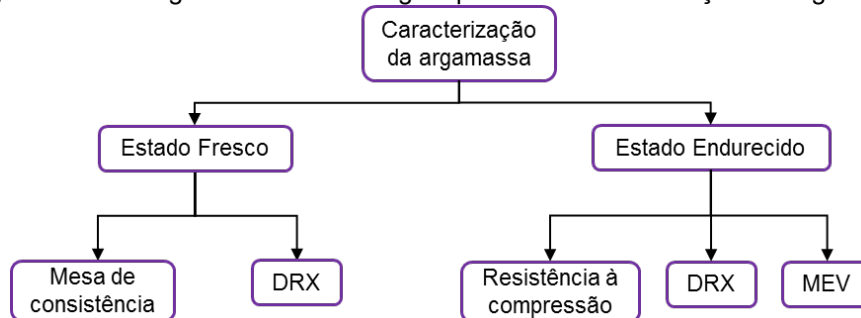 Caracterização
da argamassa
Estado Fresco
Estado Endurecido
Mesa de
consistência
DRX
Resistência à
compressão
DRX
MEV